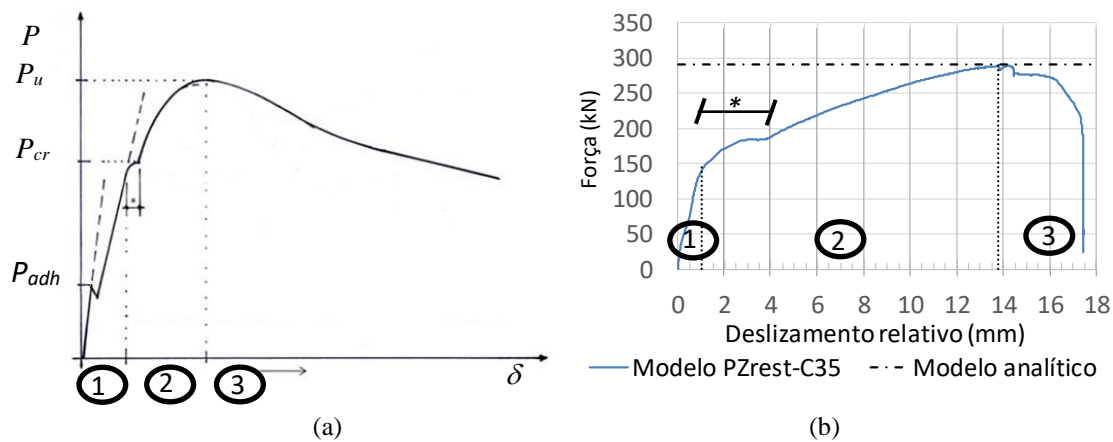 P
Pu
Pcr
*
Padh
1
2
3
δ
(a)
Força (kN)
350
300
250
200
150
100
50
0
*
1
2
3
0 2 4 6 8 10 12 14 16 18
Deslizamento relativo (mm)
Modelo PZrest-C35 Modelo analítico
(b)